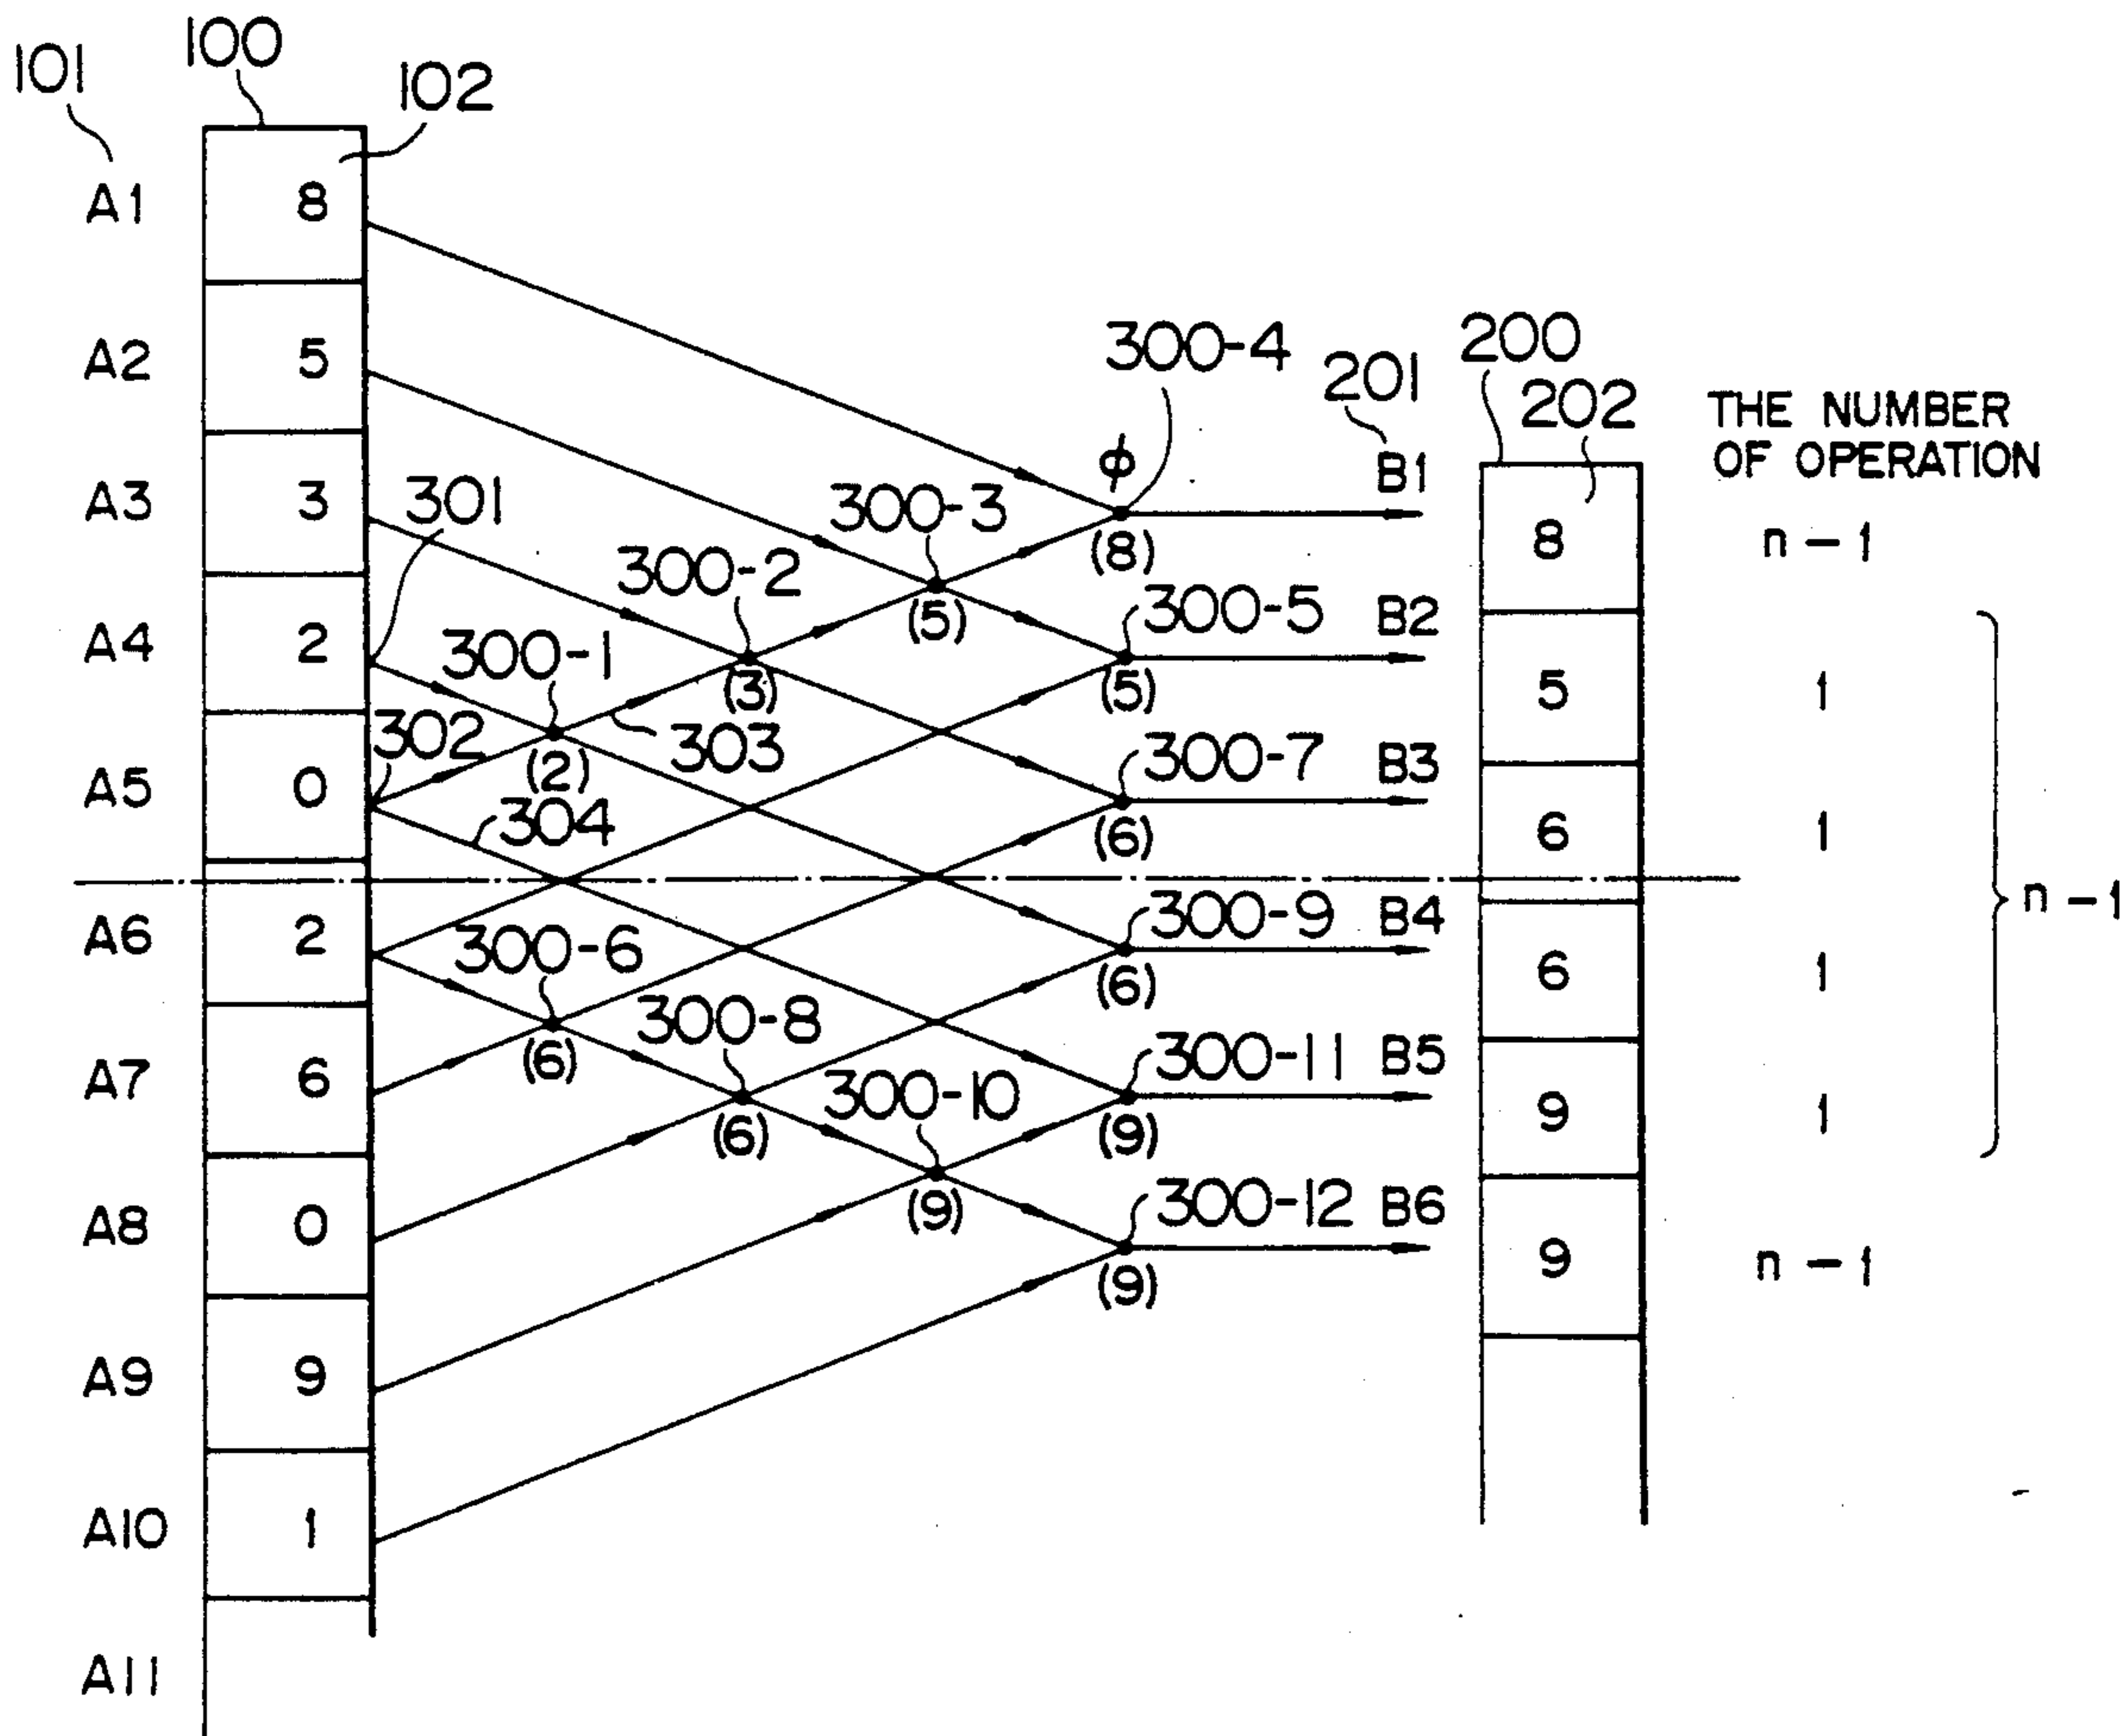 101
100
102
A1
8
A2
5
300-4
201
200
202
THE NUMBER
OF OPERATION
ϕ
B1
A3
3
301
300-3
(8)
8
n-1
300-2
(5)
300-5
B2
A4
2
300-1
(3)
(5)
5
1
302
303
300-7
B3
A5
0
(2)
304
(6)
6
1
A6
2
300-6
300-9
B4
n-1
(6)
6
1
300-8
A7
6
(6)
300-10
300-11
B5
(6)
(9)
9
1
A8
0
(9)
300-12
B6
(9)
9
n-1
A9
9
A10
1
A11